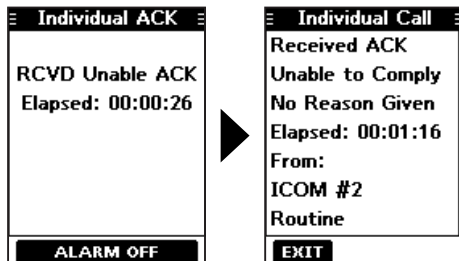 Individual ACK
RCVD Unable ACK
Elapsed: 00:00:26
ALARM OFF
Individual Call
Received ACK
Unable to Comply
No Reason Given
Elapsed: 00:01:16
From:
ICOM #2
Routine
EXIT